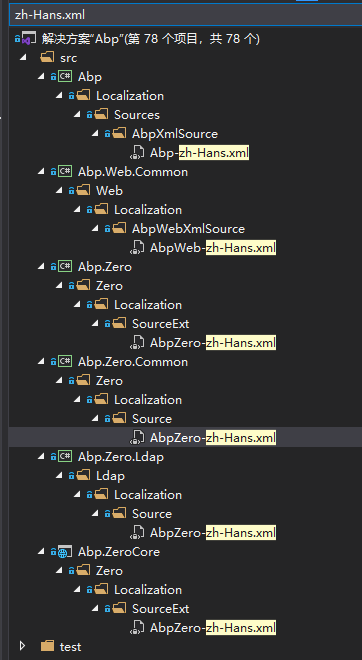 zh-Hans.xml
解决方案"Abp"(第 78 个项目，共 78 个)
src
C# Abp
Localization
Sources
AbpXmlSource
Abp-zh-Hans.xml
C# Abp.Web.Common
Web
Localization
AbpWebXmlSource
AbpWeb-zh-Hans.xml
C# Abp.Zero
Zero
Localization
SourceExt
AbpZero-zh-Hans.xml
C# Abp.Zero.Common
Zero
Localization
Source
AbpZero-zh-Hans.xml
C# Abp.Zero.Ldap
Ldap
Localization
Source
AbpZero-zh-Hans.xml
Abp.ZeroCore
Zero
Localization
SourceExt
AbpZero-zh-Hans.xml
test